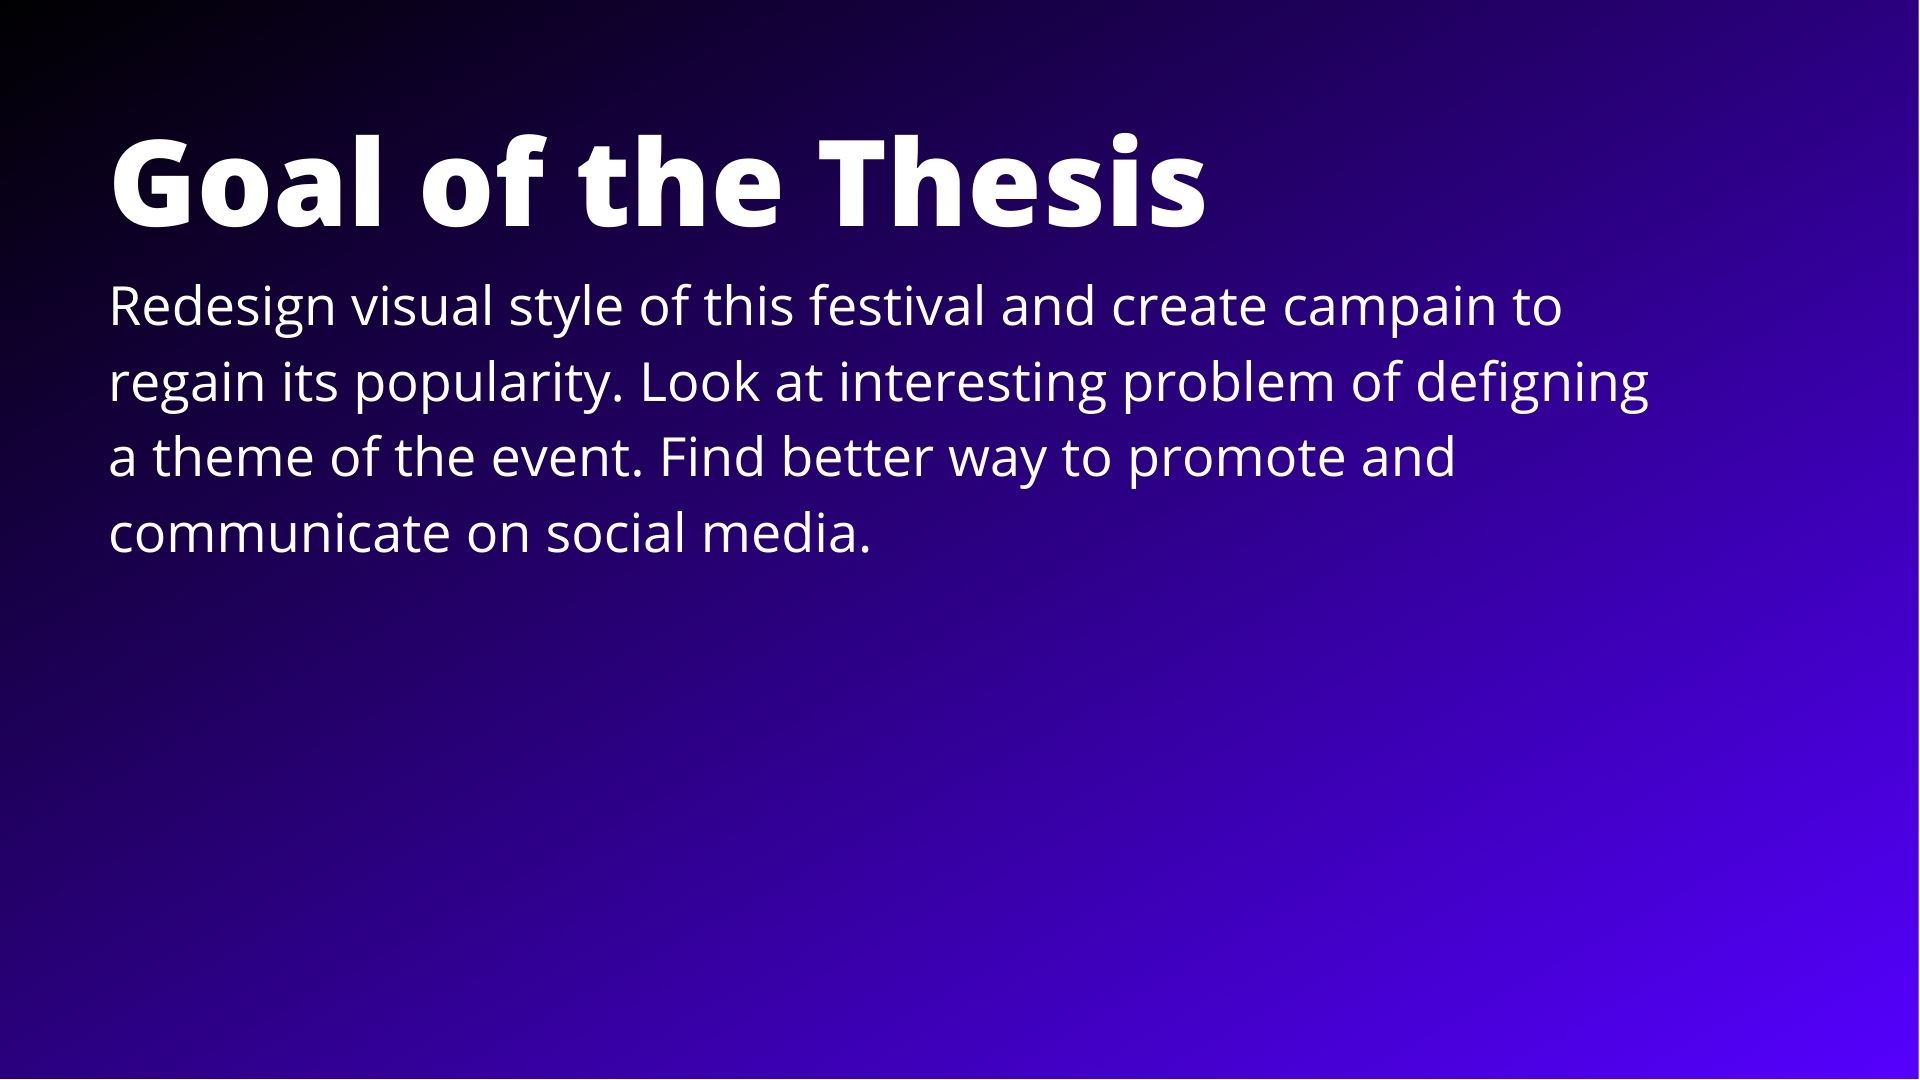 Goal of the Thesis
Redesign visual style of this festival and create campain to
regain its popularity. Look at interesting problem of defigning
a theme of the event. Find better way to promote and
communicate on social media.